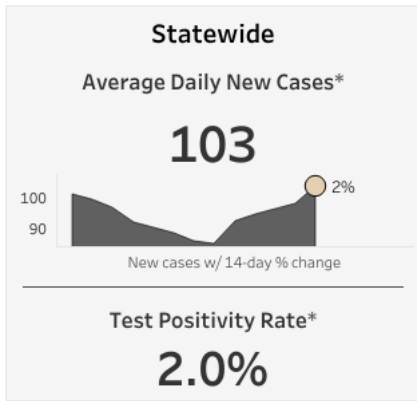 Statewide
Average Daily New Cases*
103
100
2%
90
New cases w/ 14-day % change
Test Positivity Rate*
2.0%